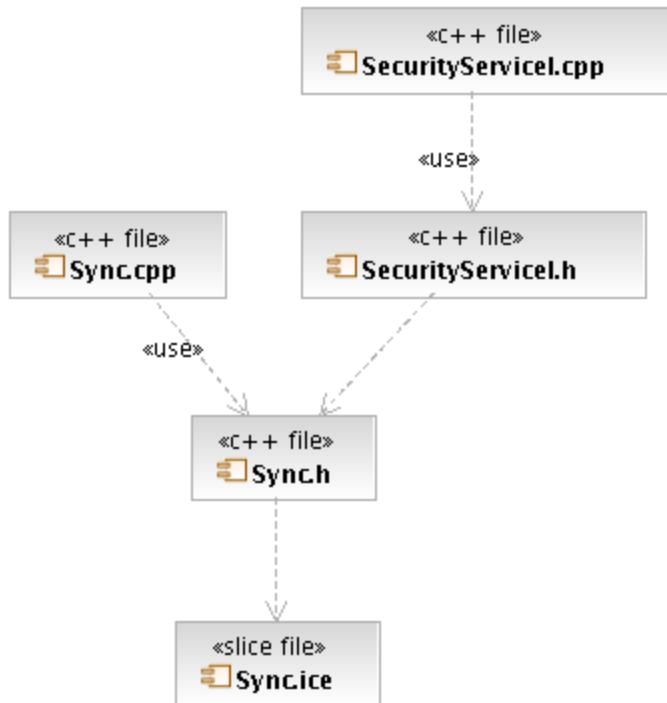 «c++ file»
SecurityServiceI.cpp
«use»
«c++ file»
Sync.cpp
«c++ file»
SecurityServiceI.h
«use»
«c++ file»
Sync.h
«slice file»
Sync.ice